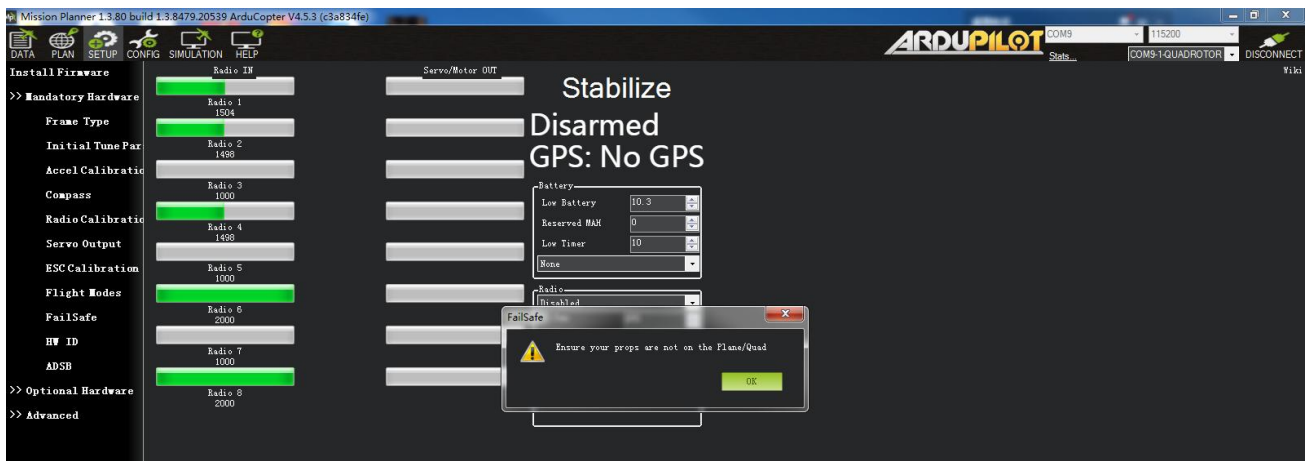 Mission Planner 1.3.80 build 1.3.8479.20539 ArduCopter V4.5.3 (c3a834fe)
DATA PLAN SETUP CONFIG SIMULATION HELP
ARDUPILOT
COM9 115200
Stats... COM9-1-QUADROTOR DISCONNECT
Install Firmware
>> Mandatory Hardware
Frame Type
Initial Tune Par
Accel Calibratio
Compass
Radio Calibratio
Servo Output
ESC Calibration
Flight Modes
FailSafe
HW ID
ADSB
>> Optional Hardware
>> Advanced
Radio IN
Radio 1
1504
Radio 2
1498
Radio 3
1000
Radio 4
1498
Radio 5
1000
Radio 6
2000
Radio 7
1000
Radio 8
2000
Servo/Motor OUT
Stabilize
Disarmed
GPS: No GPS
Battery
Low Battery 10.3
Reserved MAH 0
Low Timer 10
None
Radio
Disabled
FailSafe
Ensure your props are not on the Plane/Quad
OK
Wiki